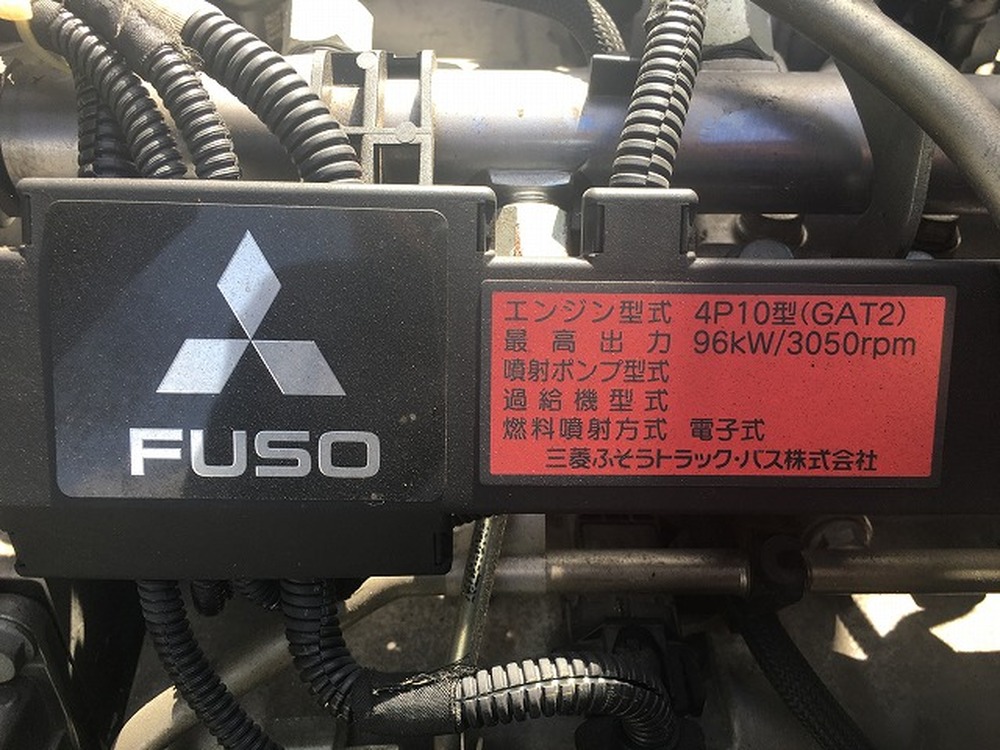 FUSO
エンジン型式 4P10型(GAT2)
最高出力 96kW/3050rpm
噴射ポンプ型式
過給機型式
燃料噴射方式 電子式
三菱ふそうトラック・バス株式会社